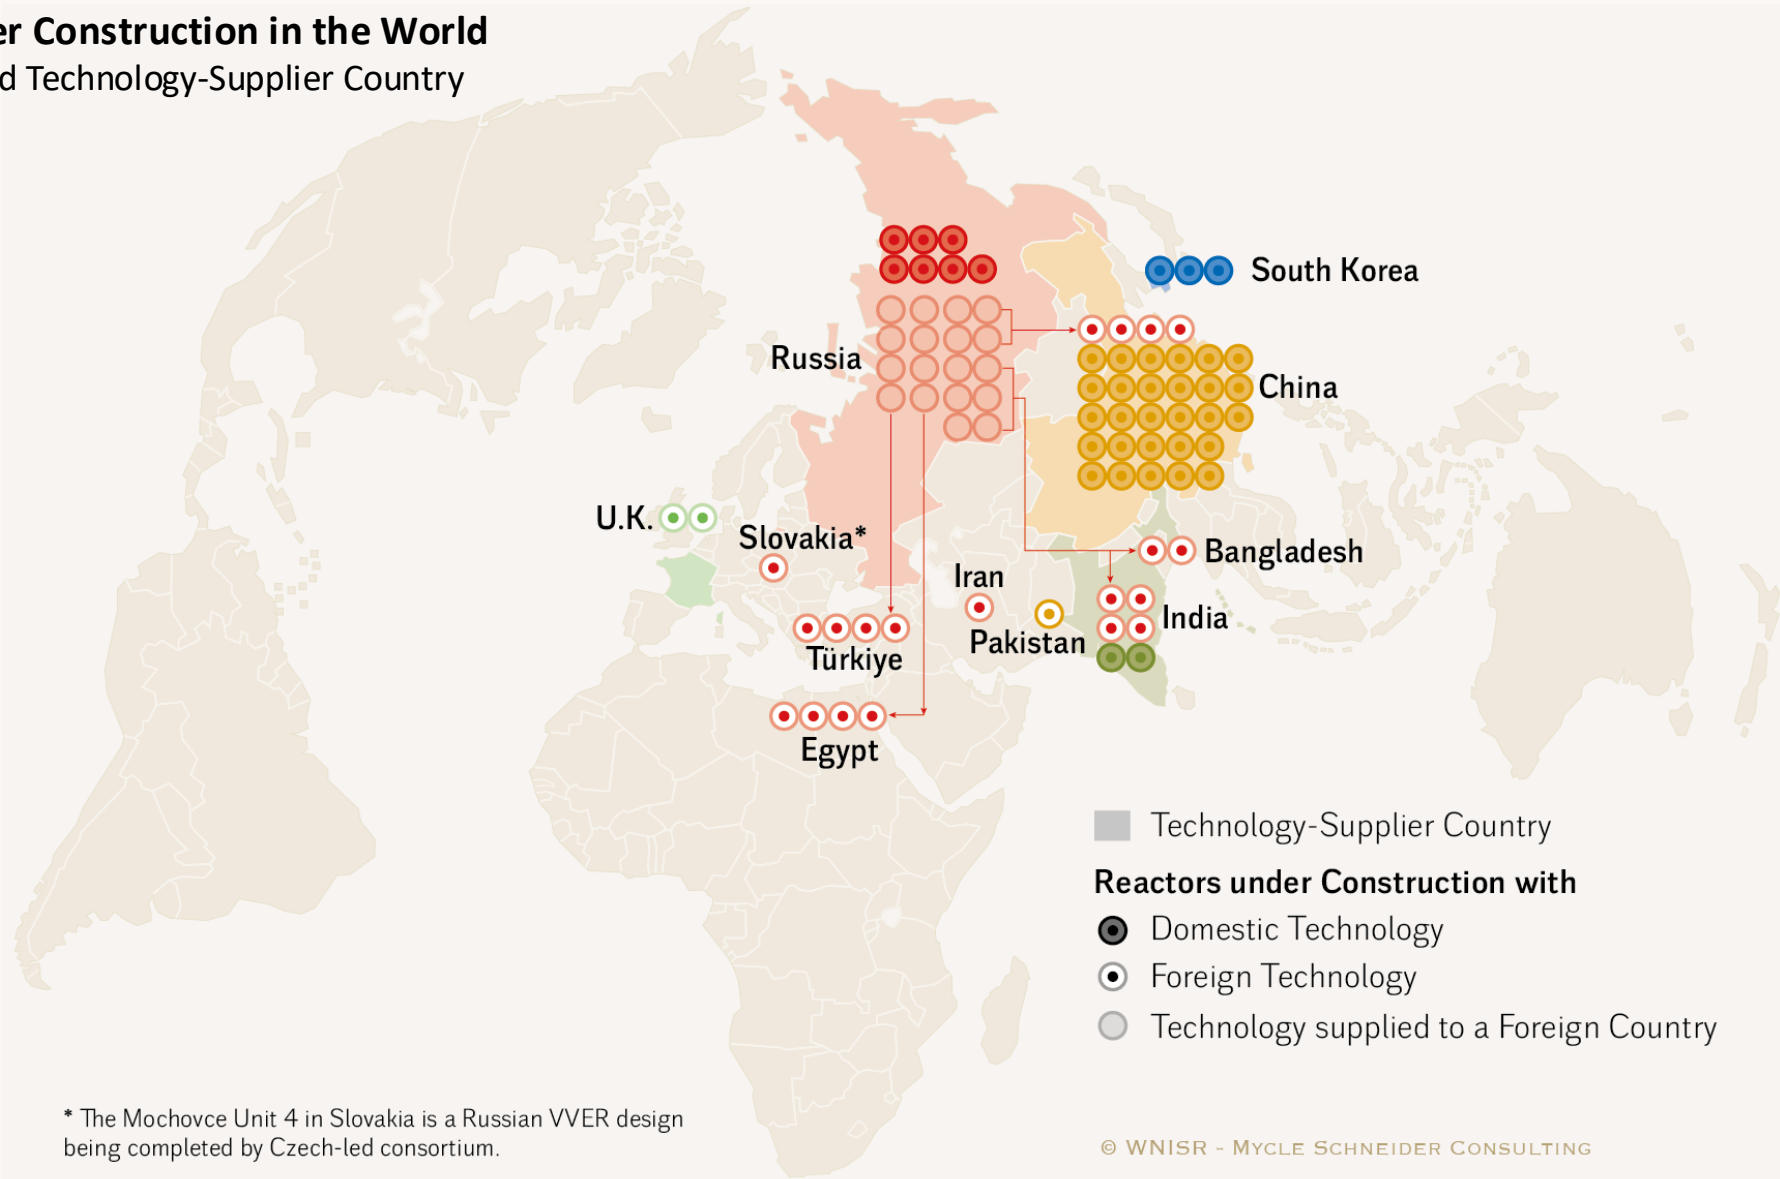 er Construction in the World
d Technology-Supplier Country
South Korea
Russia
China
U.K.
Slovakia*
Bangladesh
Iran
India
Pakistan
Türkiye
Egypt
Technology-Supplier Country
Reactors under Construction with
Domestic Technology
Foreign Technology
Technology supplied to a Foreign Country
* The Mochovce Unit 4 in Slovakia is a Russian VVER design
being completed by Czech-led consortium.
© WNISR - Mycle Schneider Consulting